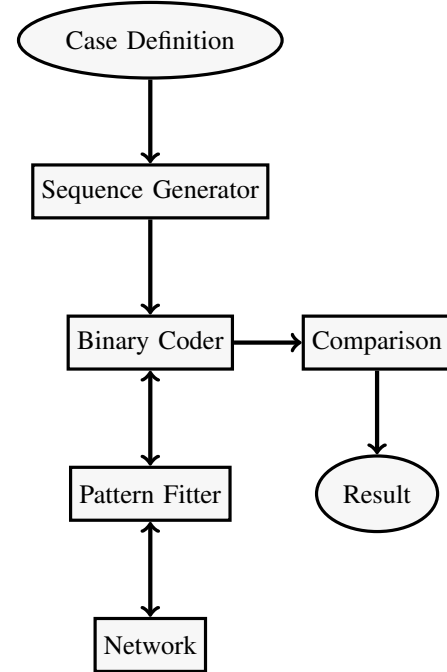 Case Definition
Sequence Generator
Binary Coder
Comparison
Pattern Fitter
Result
Network